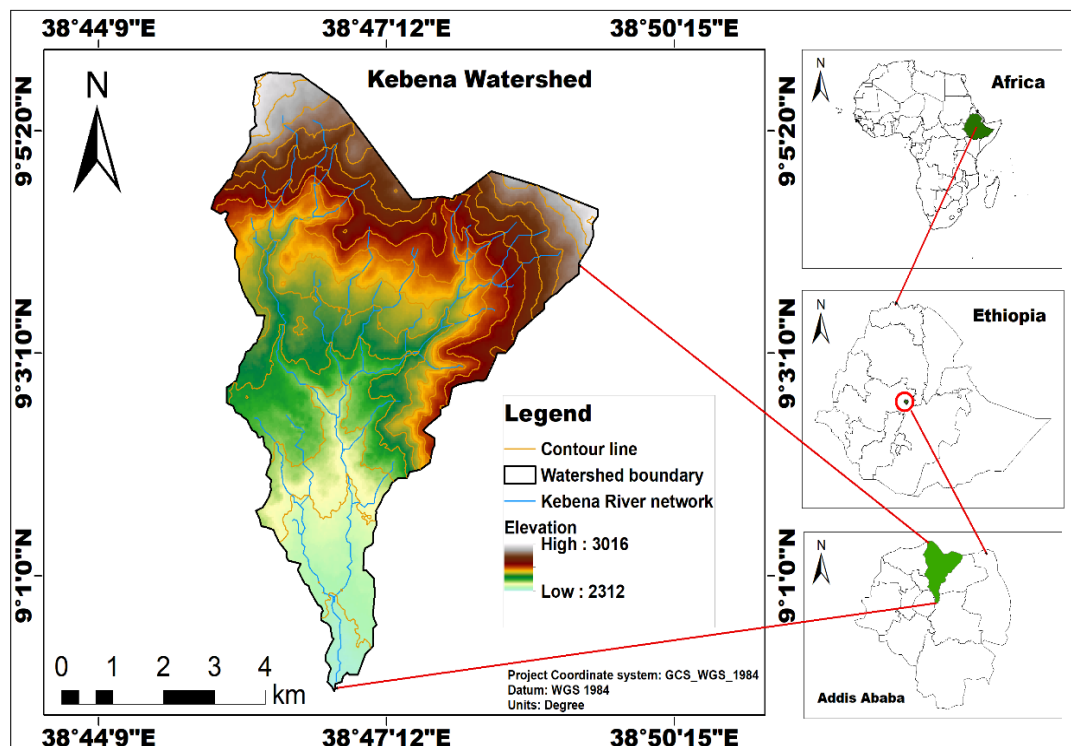 38°44'9"E 38°47'12"E 38°50'15"E
Kebena Watershed
N
9°5'20"N 9°5'20"N
9°3'10"N 9°3'10"N
9°1'0"N 9°1'0"N
Legend
Contour line
Watershed boundary
Kebena River network
Elevation
High : 3016
Low : 2312
0 1 2 3 4
km
Project Coordinate system: GCS_WGS_1984
Datum: WGS 1984
Units: Degree
38°44'9"E 38°47'12"E 38°50'15"E
N
Africa
N
Ethiopia
N
Addis Ababa